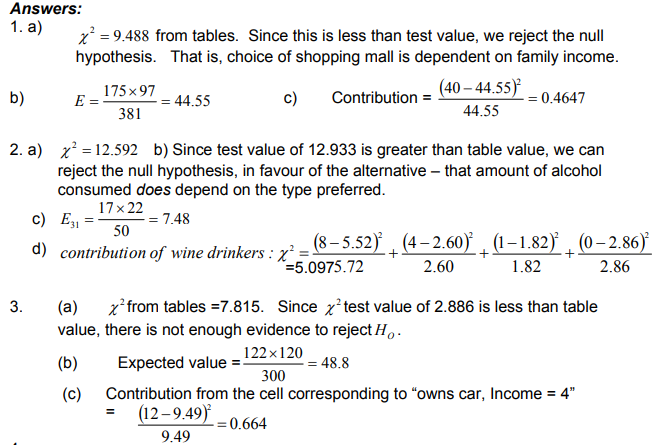 Answers:
1. a) χ² = 9.488 from tables. Since this is less than test value, we reject the null
hypothesis. That is, choice of shopping mall is dependent on family income.
b) E = (175 × 97)/381 = 44.55 c) Contribution = (40 – 44.55)²/44.55 = 0.4647
2. a) χ² = 12.592 b) Since test value of 12.933 is greater than table value, we can
reject the null hypothesis, in favour of the alternative – that amount of alcohol
consumed does depend on the type preferred.
c) E₃₁ = (17 × 22)/50 = 7.48
d) contribution of wine drinkers : χ² = (8 – 5.52)²/=5.0975.72 + (4 – 2.60)²/2.60 + (1 – 1.82)²/1.82 + (0 – 2.86)²/2.86
3. (a) χ² from tables =7.815. Since χ² test value of 2.886 is less than table
value, there is not enough evidence to reject H₀.
(b) Expected value = (122 × 120)/300 = 48.8
(c) Contribution from the cell corresponding to “owns car, Income = 4”
= (12 – 9.49)²/9.49 = 0.664